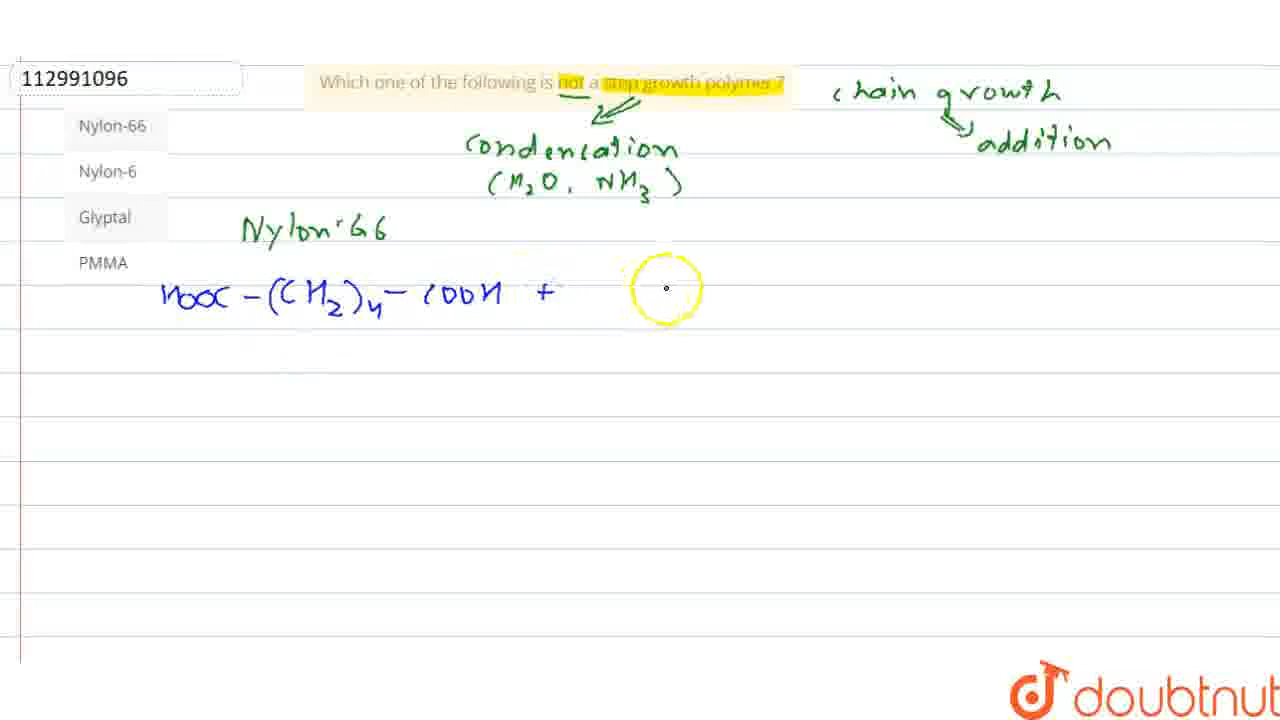 112991096
Which one of the following is not a step growth polymer ?
chain growth
addition
Nylon-66
Nylon-6
Glyptal
PMMA
condencation
(H2O, NH3)
Nylon-66
HOOC-(CH2)4-COOH +
doubtnut